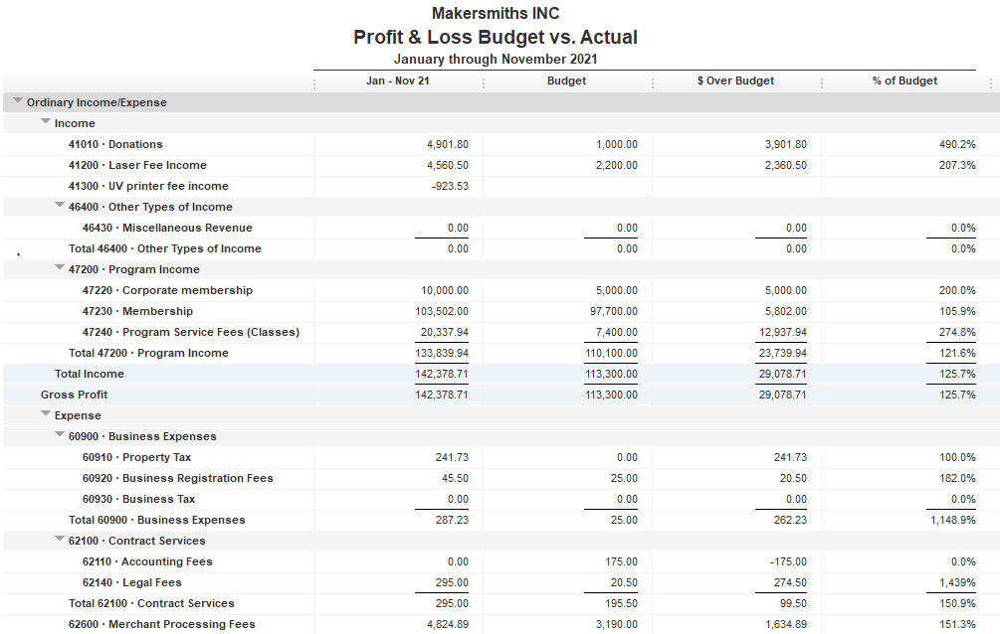 Makersmiths INC
Profit & Loss Budget vs. Actual
January through November 2021
Jan - Nov 21 Budget $ Over Budget % of Budget
Ordinary Income/Expense
Income
41010 · Donations 4,901.80 1,000.00 3,901.80 490.2%
41200 · Laser Fee Income 4,560.50 2,200.00 2,360.50 207.3%
41300 · UV printer fee income -923.53
46400 · Other Types of Income
46430 · Miscellaneous Revenue 0.00 0.00 0.00 0.0%
Total 46400 · Other Types of Income 0.00 0.00 0.00 0.0%
47200 · Program Income
47220 · Corporate membership 10,000.00 5,000.00 5,000.00 200.0%
47230 · Membership 103,502.00 97,700.00 5,802.00 105.9%
47240 · Program Service Fees (Classes) 20,337.94 7,400.00 12,937.94 274.8%
Total 47200 · Program Income 133,839.94 110,100.00 23,739.94 121.6%
Total Income 142,378.71 113,300.00 29,078.71 125.7%
Gross Profit 142,378.71 113,300.00 29,078.71 125.7%
Expense
60900 · Business Expenses
60910 · Property Tax 241.73 0.00 241.73 100.0%
60920 · Business Registration Fees 45.50 25.00 20.50 182.0%
60930 · Business Tax 0.00 0.00 0.00 0.0%
Total 60900 · Business Expenses 287.23 25.00 262.23 1,148.9%
62100 · Contract Services
62110 · Accounting Fees 0.00 175.00 -175.00 0.0%
62140 · Legal Fees 295.00 20.50 274.50 1,439%
Total 62100 · Contract Services 295.00 195.50 99.50 150.9%
62600 · Merchant Processing Fees 4,824.89 3,190.00 1,634.89 151.3%